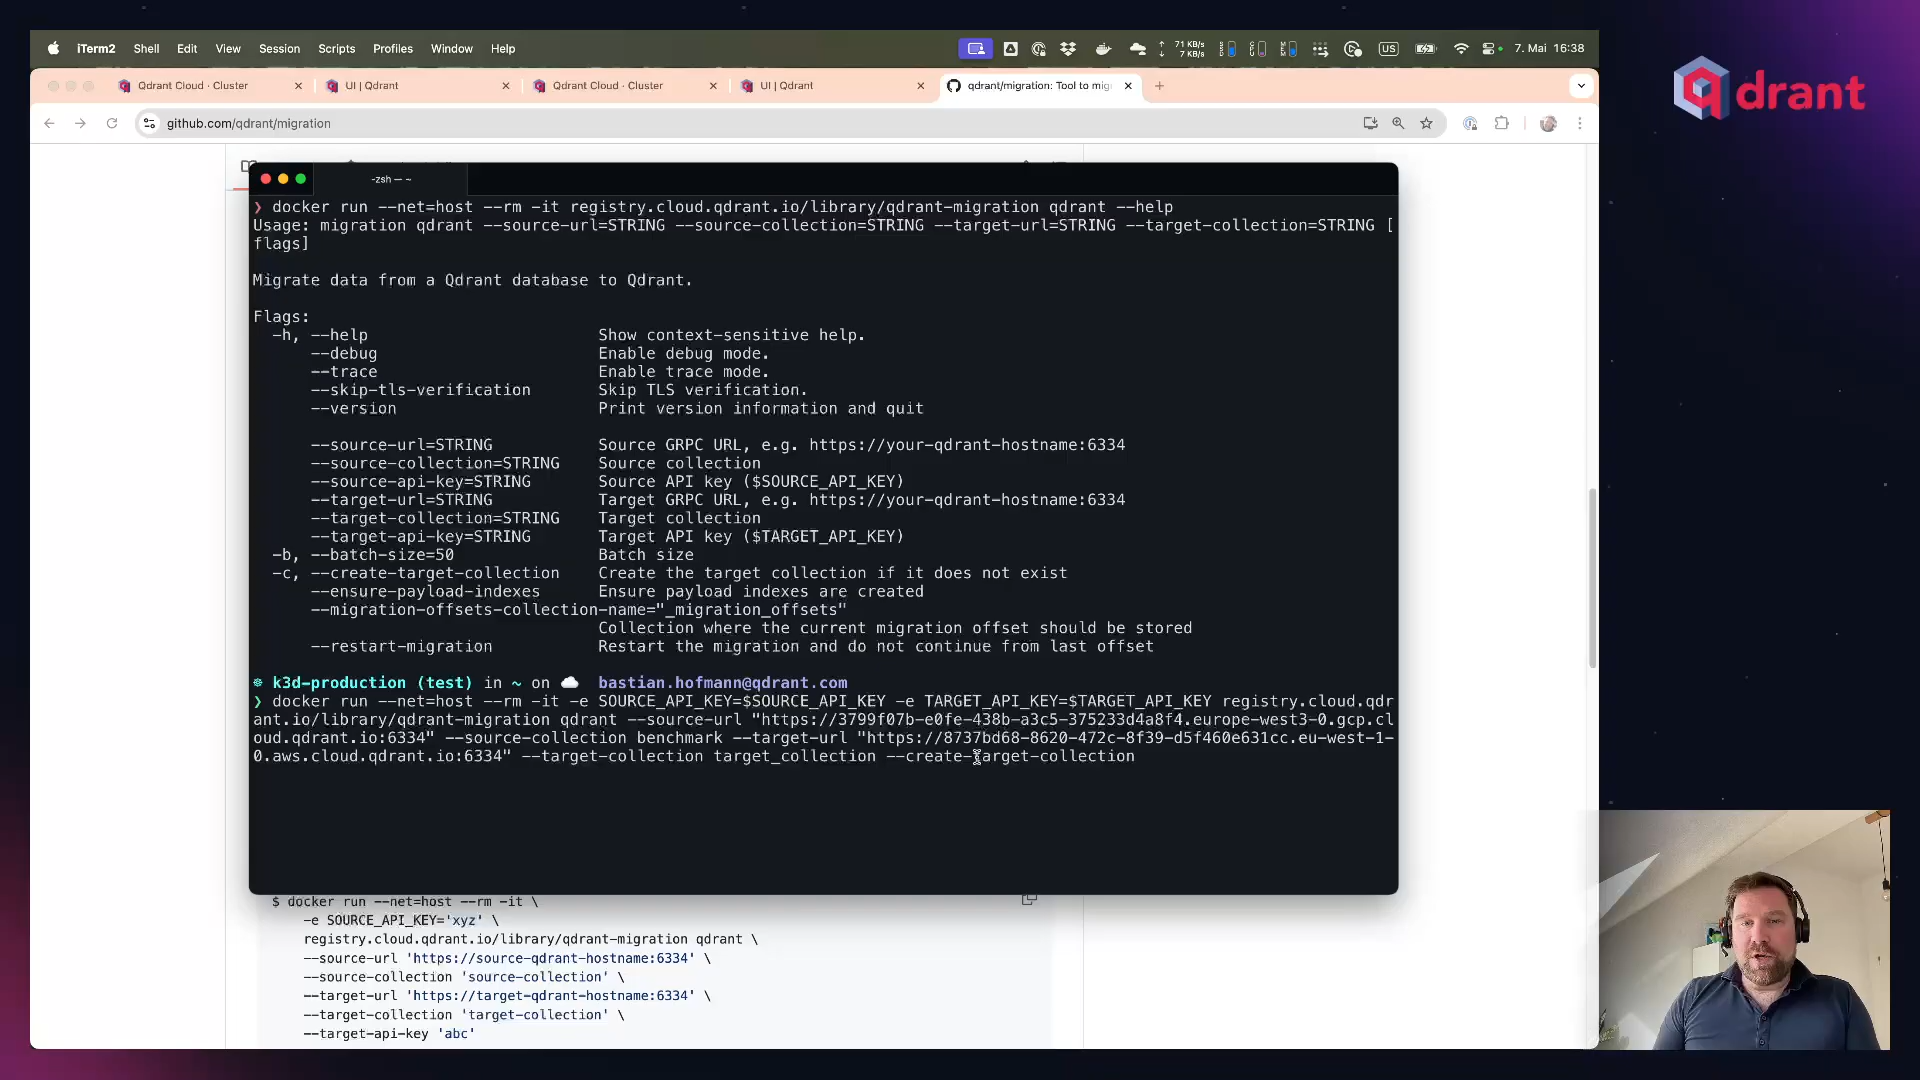 iTerm2 Shell Edit View Session Scripts Profiles Window Help
71 KB/s
7 KB/s
US
7. Mai 16:38
Qdrant Cloud · Cluster
UI | Qdrant
Qdrant Cloud · Cluster
UI | Qdrant
qdrant/migration: Tool to mig
github.com/qdrant/migration
drant
-zsh — ~
❯ docker run --net=host --rm -it registry.cloud.qdrant.io/library/qdrant-migration qdrant --help
Usage: migration qdrant --source-url=STRING --source-collection=STRING --target-url=STRING --target-collection=STRING [
flags]
Migrate data from a Qdrant database to Qdrant.
Flags:
-h, --help Show context-sensitive help.
--debug Enable debug mode.
--trace Enable trace mode.
--skip-tls-verification Skip TLS verification.
--version Print version information and quit
--source-url=STRING Source GRPC URL, e.g. https://your-qdrant-hostname:6334
--source-collection=STRING Source collection
--source-api-key=STRING Source API key ($SOURCE_API_KEY)
--target-url=STRING Target GRPC URL, e.g. https://your-qdrant-hostname:6334
--target-collection=STRING Target collection
--target-api-key=STRING Target API key ($TARGET_API_KEY)
-b, --batch-size=50 Batch size
-c, --create-target-collection Create the target collection if it does not exist
--ensure-payload-indexes Ensure payload indexes are created
--migration-offsets-collection-name="_migration_offsets"
Collection where the current migration offset should be stored
--restart-migration Restart the migration and do not continue from last offset
k3d-production (test) in ~ on bastian.hofmann@qdrant.com
❯ docker run --net=host --rm -it -e SOURCE_API_KEY=$SOURCE_API_KEY -e TARGET_API_KEY=$TARGET_API_KEY registry.cloud.qdr
ant.io/library/qdrant-migration qdrant --source-url "https://3799f07b-e0fe-438b-a3c5-375233d4a8f4.europe-west3-0.gcp.cl
oud.qdrant.io:6334" --source-collection benchmark --target-url "https://8737bd68-8620-472c-8f39-d5f460e631cc.eu-west-1-
0.aws.cloud.qdrant.io:6334" --target-collection target_collection --create-target-collection
$ docker run --net=host --rm -it \
-e SOURCE_API_KEY='xyz' \
registry.cloud.qdrant.io/library/qdrant-migration qdrant \
--source-url 'https://source-qdrant-hostname:6334' \
--source-collection 'source-collection' \
--target-url 'https://target-qdrant-hostname:6334' \
--target-collection 'target-collection' \
--target-api-key 'abc'